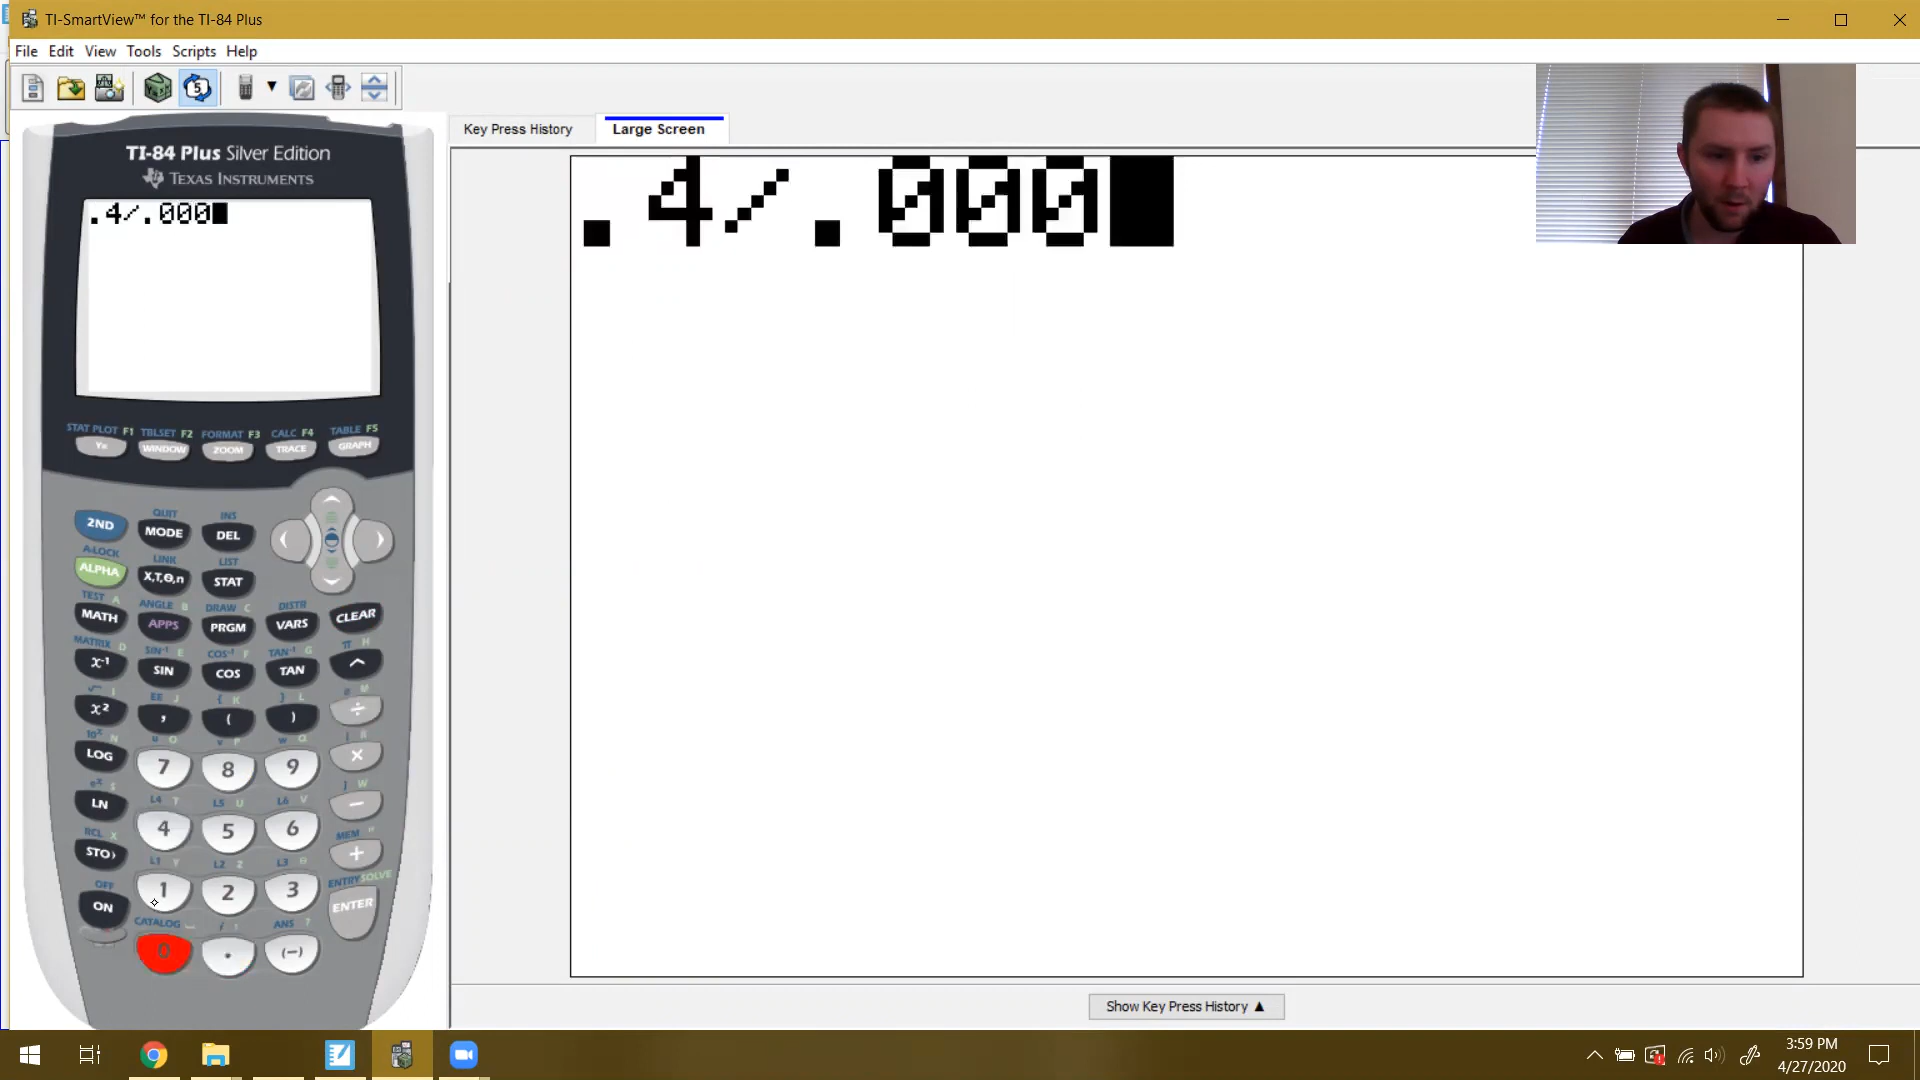 TI-SmartView™ for the TI-84 Plus
File Edit View Tools Scripts Help
Key Press History Large Screen
TI-84 Plus Silver Edition
TEXAS INSTRUMENTS
.4/.000
.4/.000
STAT PLOT F1 TBLSET F2 FORMAT F3 CALC F4 TABLE F5
Y= WINDOW ZOOM TRACE GRAPH
QUIT INS
2ND MODE DEL
A-LOCK LINK LIST
ALPHA X,T,Θ,n STAT
TEST A ANGLE B DRAW C DISTR
MATH APPS PRGM VARS CLEAR
MATRIX D SIN⁻¹ E COS⁻¹ F TAN⁻¹ G π H
x⁻¹ SIN COS TAN ^
√ I EE J { K } L e M
x² , ( ) ÷
10ˣ N u O v P w Q [ R
LOG 7 8 9 ×
eˣ S L4 T L5 U L6 V ] W
LN 4 5 6 −
RCL X L1 Y L2 Z L3 θ MEM "
STO› 1 2 3 +
OFF CATALOG i : ANS ? ENTRY SOLVE
ON 0 . (−) ENTER
Show Key Press History ▲
3:59 PM
4/27/2020